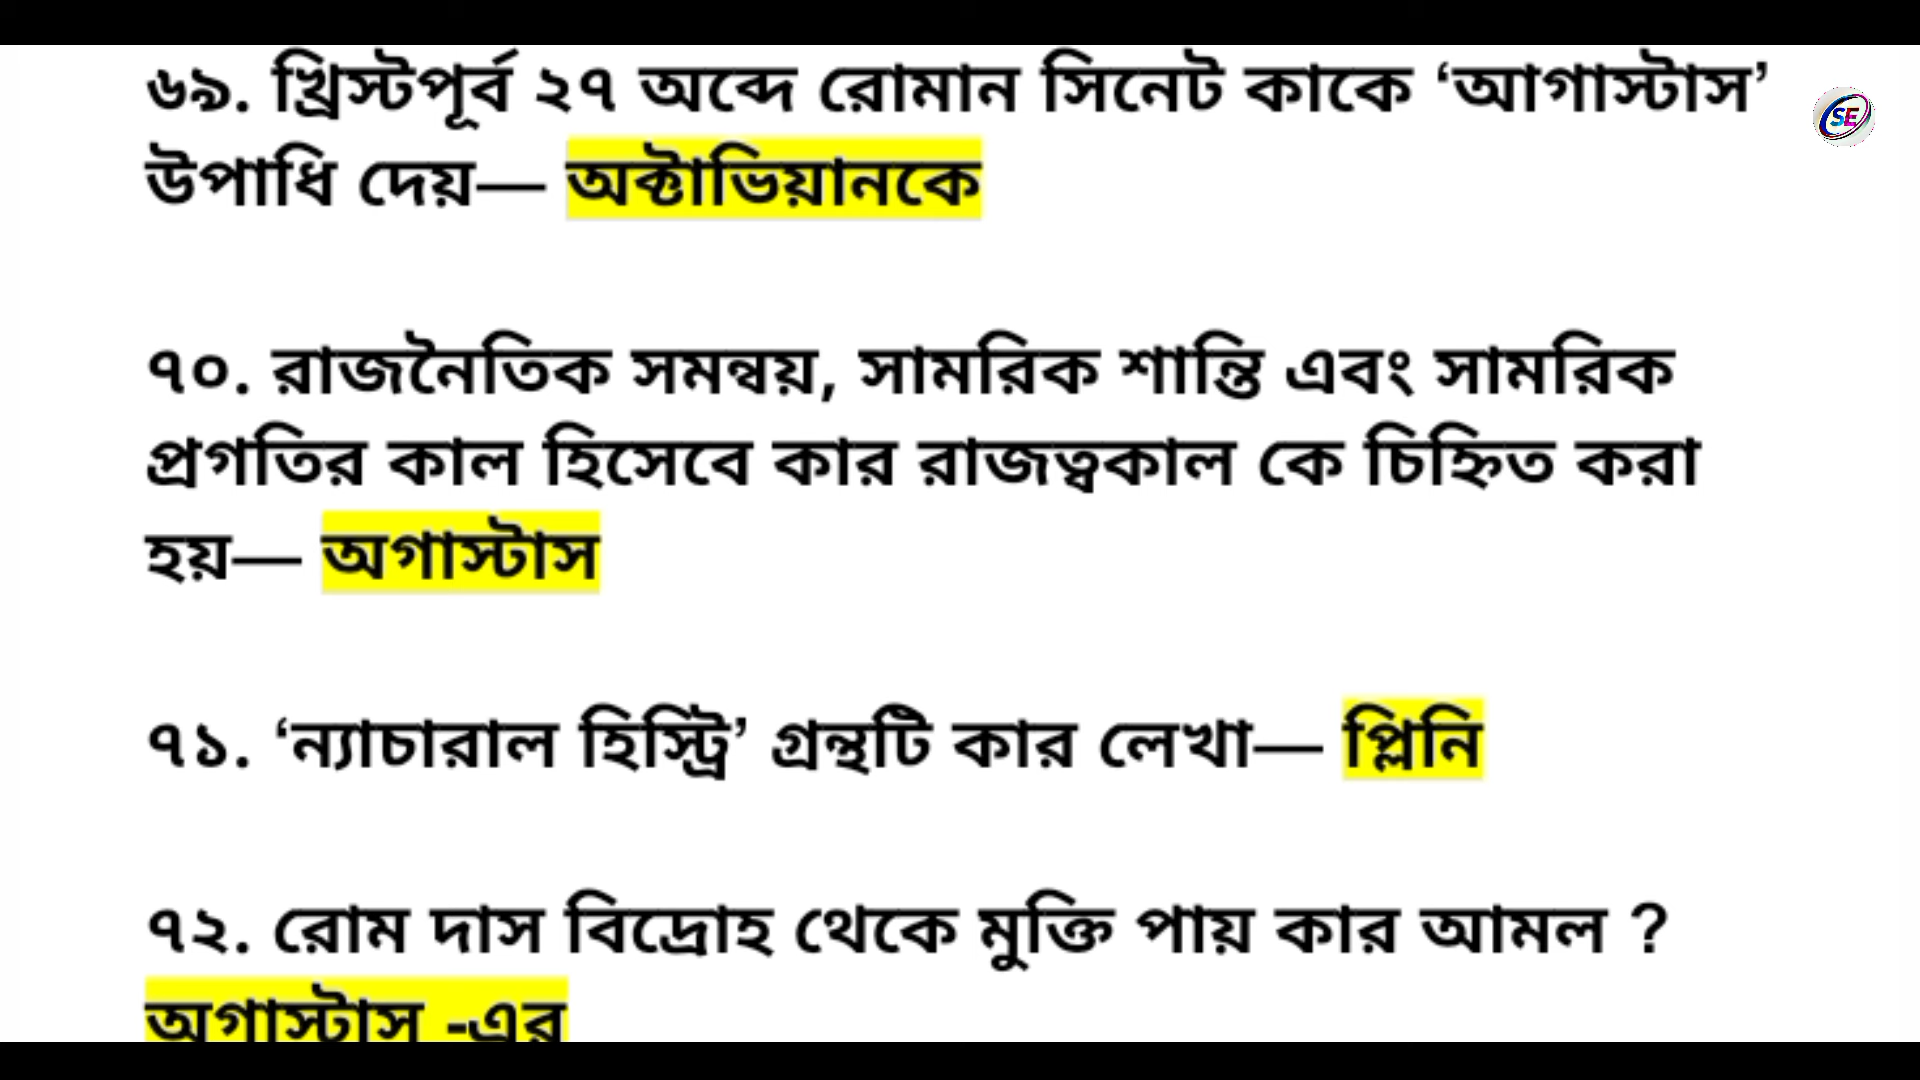 ৬৯. খ্রিস্টপূর্ব ২৭ অব্দে রোমান সিনেট কাকে ‘আগাস্টাস’
উপাধি দেয়— অক্টাভিয়ানকে
৭০. রাজনৈতিক সমন্বয়, সামরিক শান্তি এবং সামরিক
প্রগতির কাল হিসেবে কার রাজত্বকাল কে চিহ্নিত করা
হয়— অগাস্টাস
৭১. ‘ন্যাচারাল হিস্ট্রি’ গ্রন্থটি কার লেখা— প্লিনি
৭২. রোম দাস বিদ্রোহ থেকে মুক্তি পায় কার আমল ?
অগাস্টাস -এর
SE